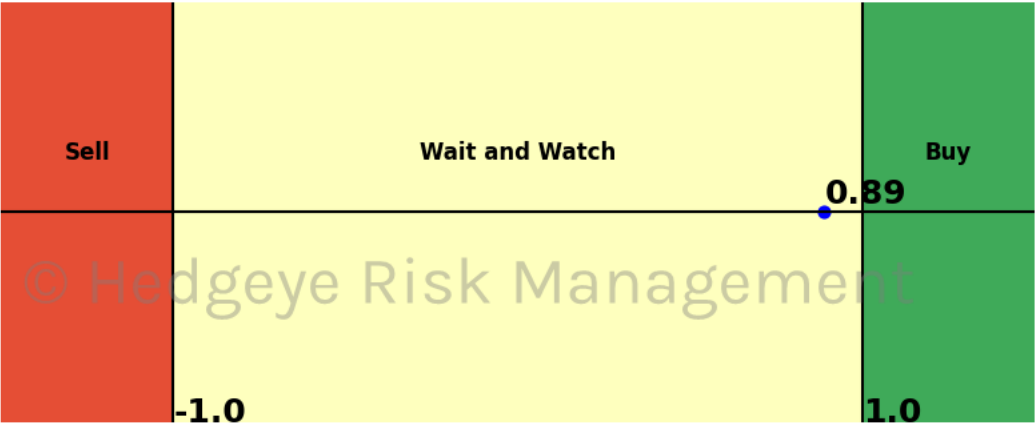 Sell
Wait and Watch
Buy
0.89
© Hedgeye Risk Management
-1.0
1.0